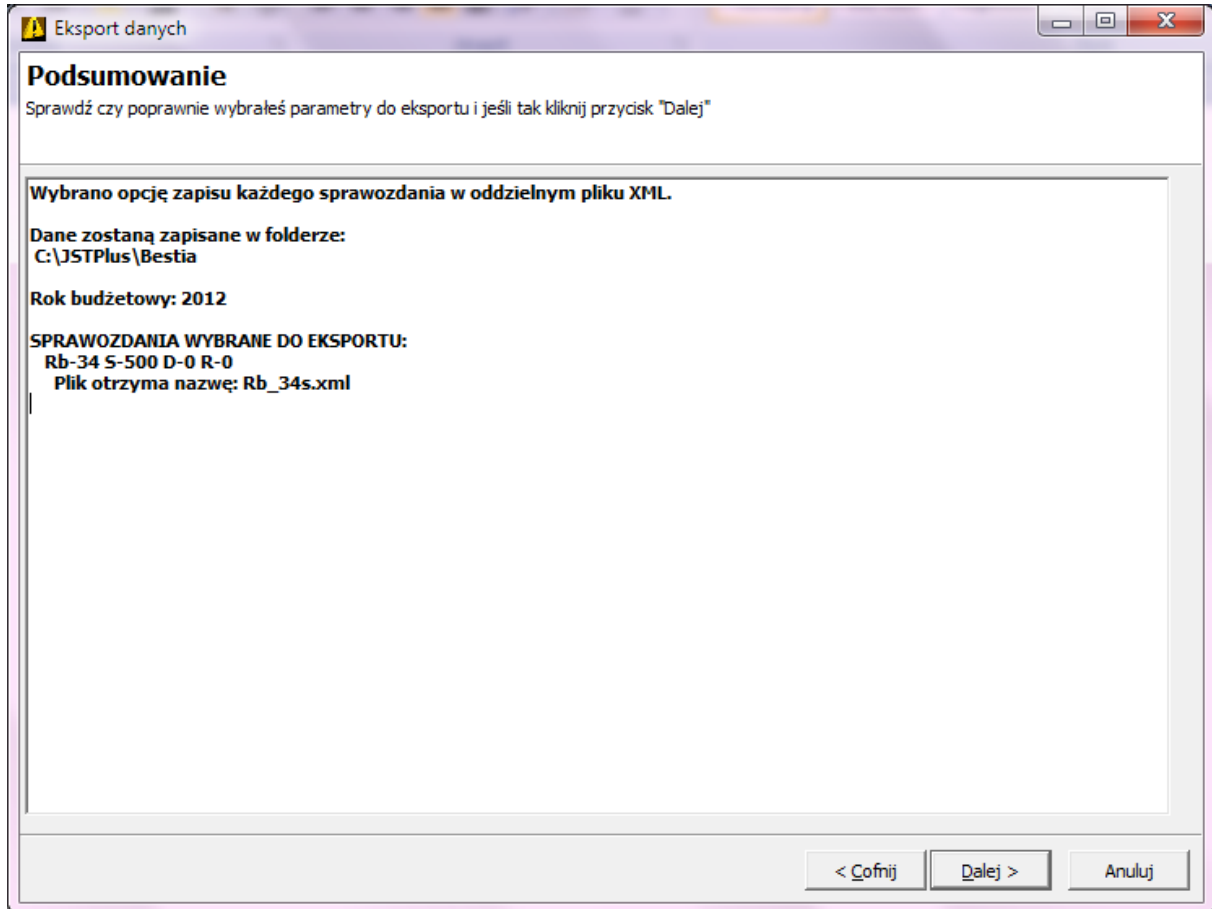 Eksport danych
Podsumowanie
Sprawdź czy poprawnie wybrałeś parametry do eksportu i jeśli tak kliknij przycisk "Dalej"
Wybrano opcję zapisu każdego sprawozdania w oddzielnym pliku XML.
Dane zostaną zapisane w folderze:
C:\JSTPlus\Bestia
Rok budżetowy: 2012
SPRAWOZDANIA WYBRANE DO EKSPORTU:
Rb-34 S-500 D-0 R-0
Plik otrzyma nazwę: Rb_34s.xml
< Cofnij Dalej > Anuluj